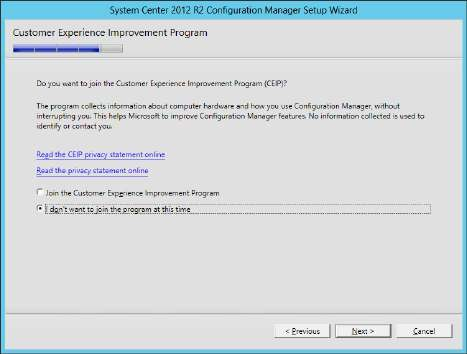 System Center 2012 R2 Configuration Manager Setup Wizard
Customer Experience Improvement Program
Do you want to join the Customer Experience Improvement Program (CEIP)?
The program collects information about computer hardware and how you use Configuration Manager, without
interrupting you. This helps Microsoft to improve Configuration Manager features. No information collected is used to
identify or contact you.
Read the CEIP privacy statement online
Read the privacy statement online
Join the Customer Experience Improvement Program
I don't want to join the program at this time
< Previous
Next >
Cancel